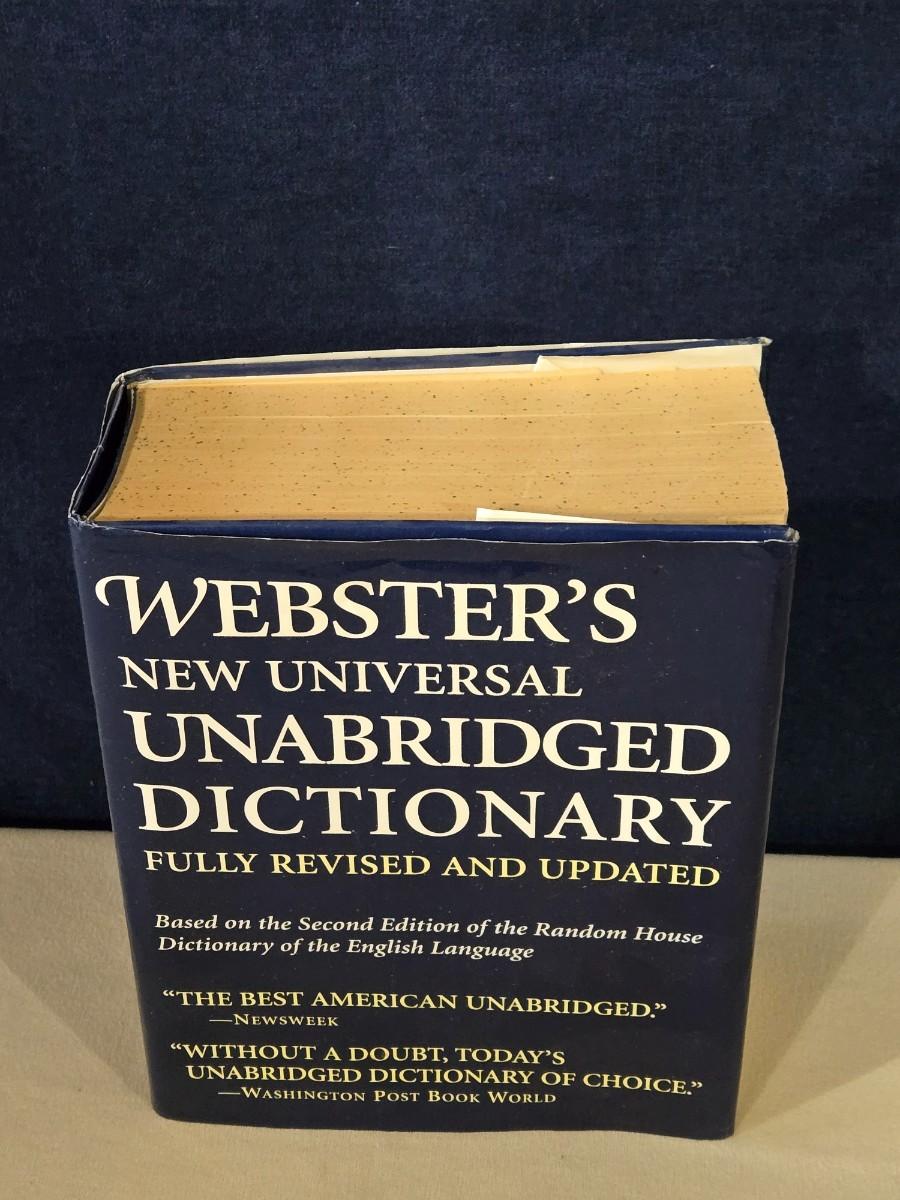 WEBSTER'S
NEW UNIVERSAL
UNABRIDGED
DICTIONARY
FULLY REVISED AND UPDATED
Based on the Second Edition of the Random House
Dictionary of the English Language
“THE BEST AMERICAN UNABRIDGED.”
—NEWSWEEK
“WITHOUT A DOUBT, TODAY'S
UNABRIDGED DICTIONARY OF CHOICE.”
—WASHINGTON POST BOOK WORLD